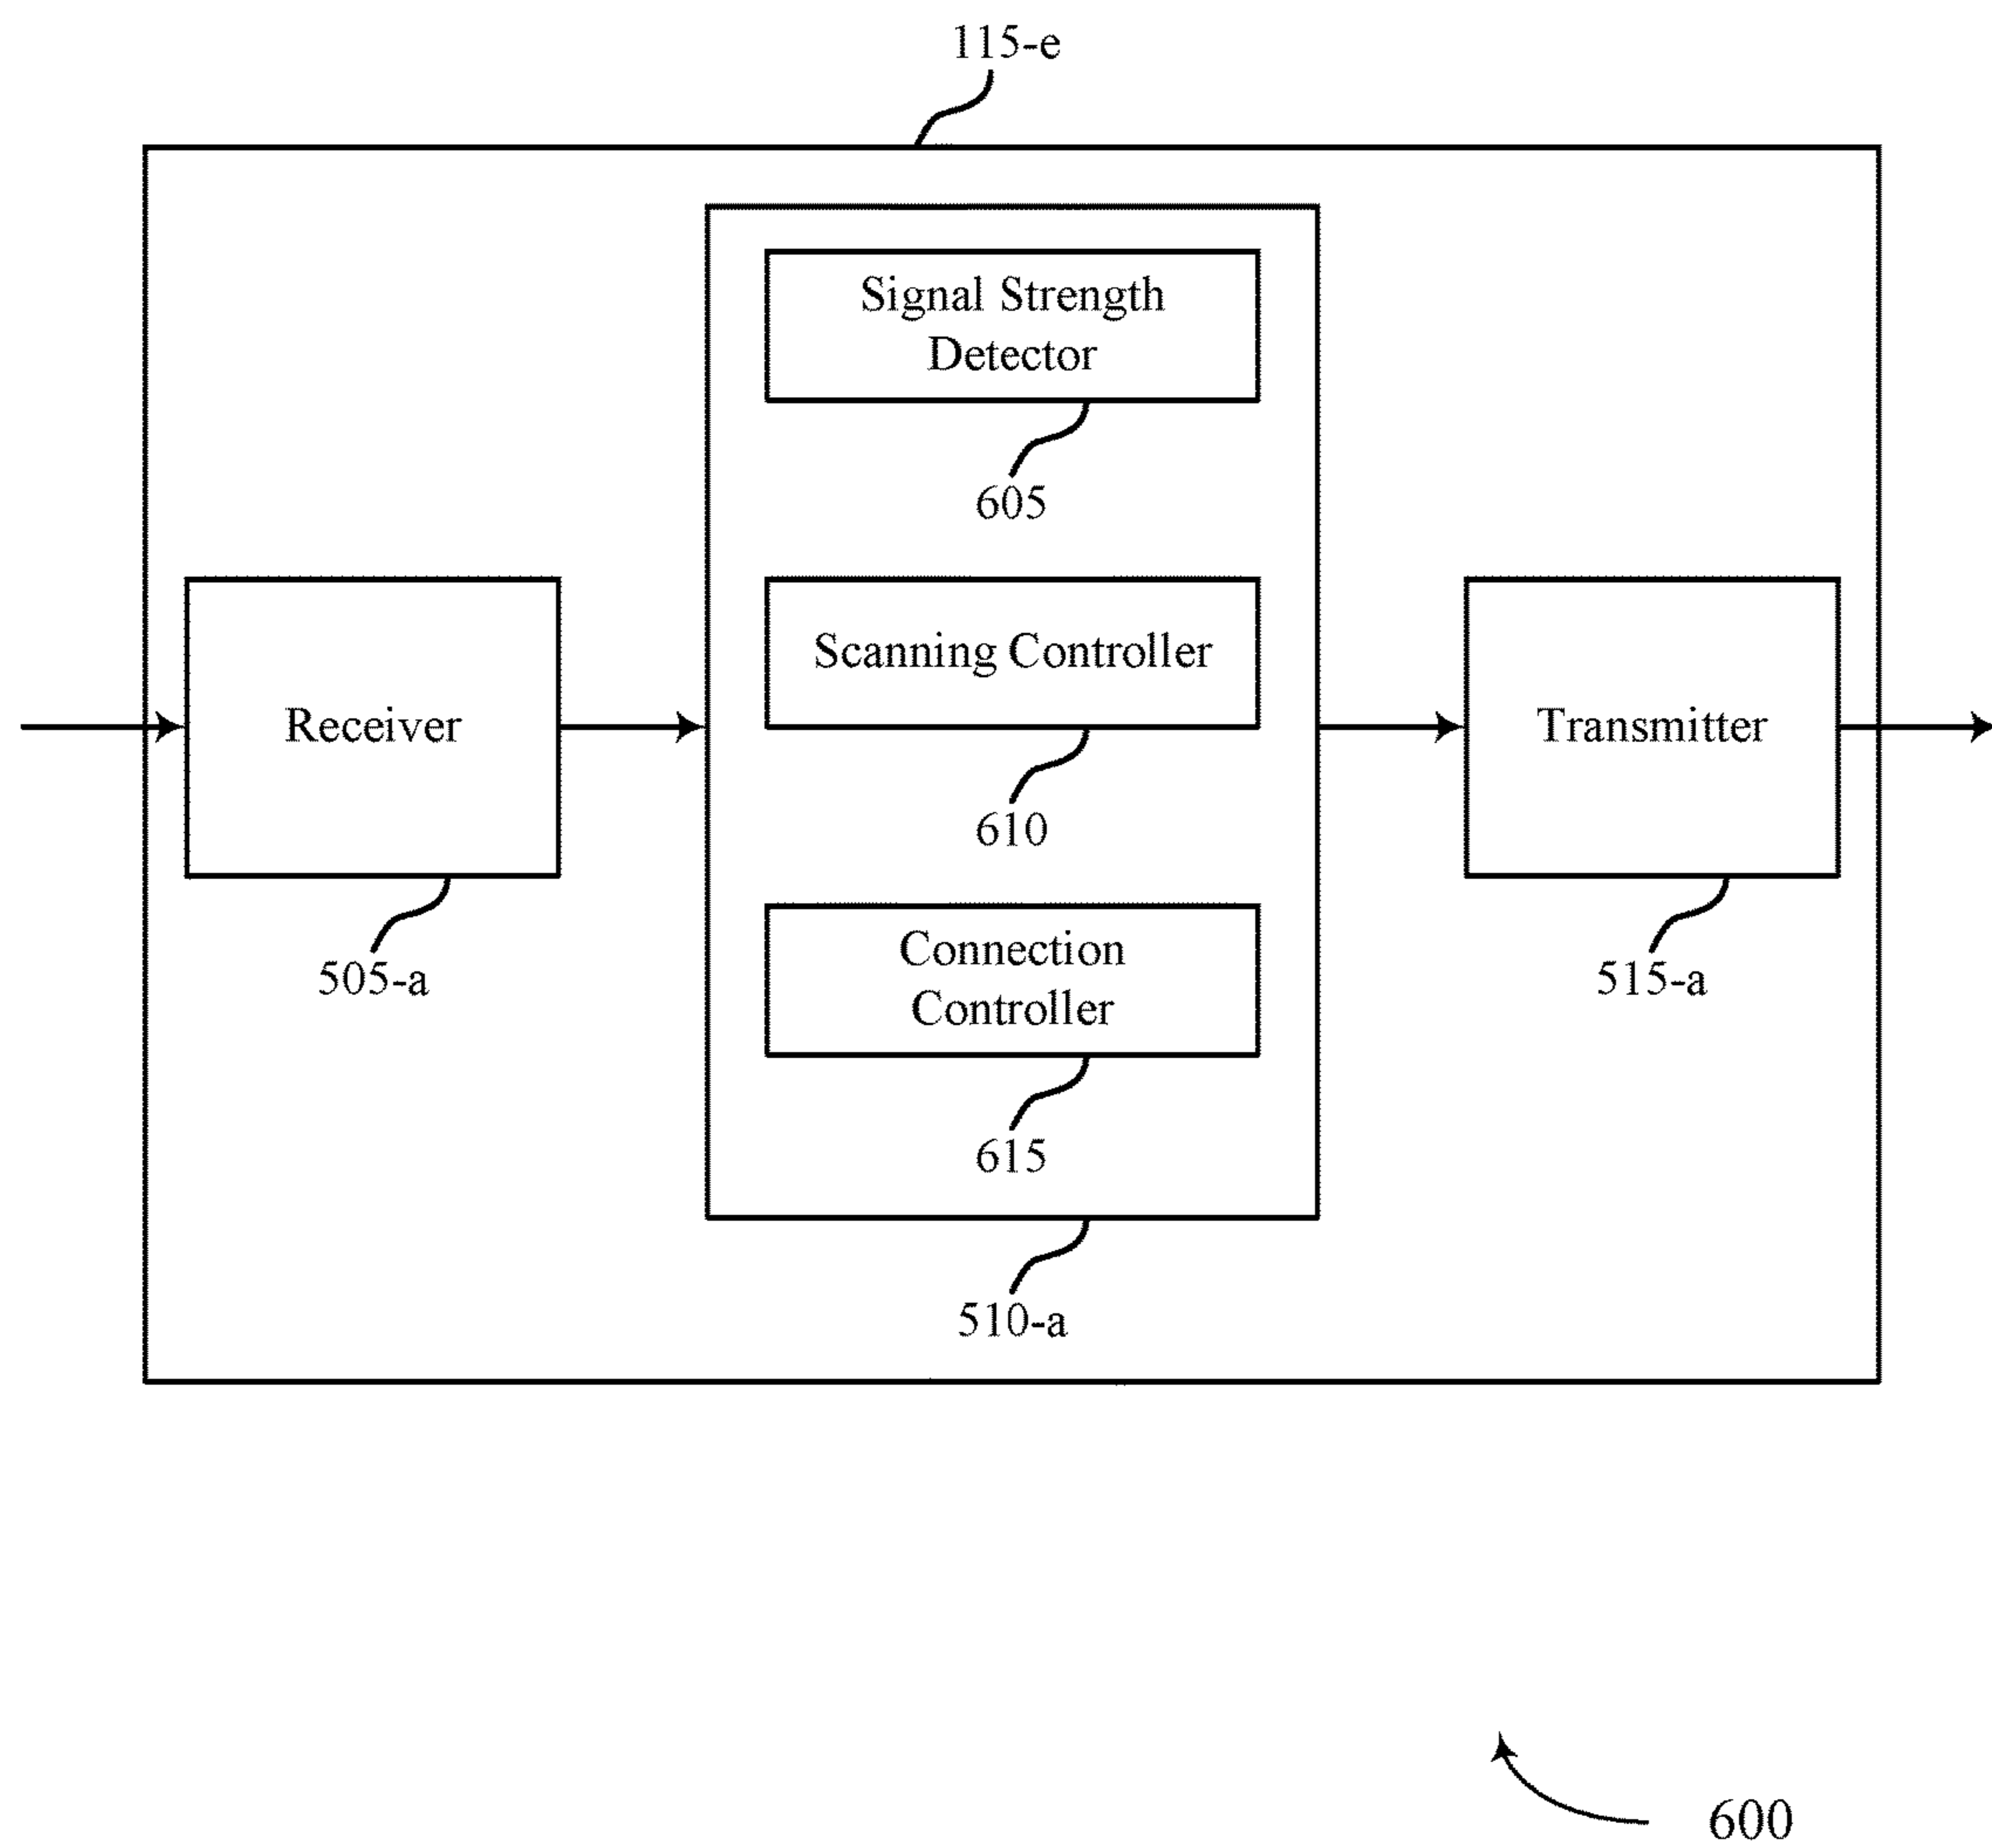 115-e
Signal Strength
Detector
605
Scanning Controller
Receiver
Transmitter
610
Connection
Controller
505-a
515-a
615
510-a
600